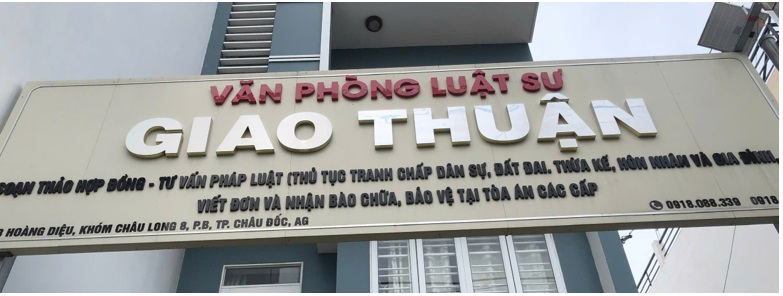 VĂN PHÒNG LUẬT SƯ
GIAO THUẬN
SOẠN THẢO HỢP ĐỒNG - TƯ VẤN PHÁP LUẬT (THỦ TỤC TRANH CHẤP DÂN SỰ, ĐẤT ĐAI, THỪA KẾ, HÔN NHÂN VÀ GIA ĐÌNH
VIẾT ĐƠN VÀ NHẬN BÀO CHỮA, BẢO VỆ TẠI TÒA ÁN CÁC CẤP
HOÀNG DIỆU, KHÓM CHÂU LONG 8, P.B, TP. CHÂU ĐỐC, AG
0918.088.339 0918